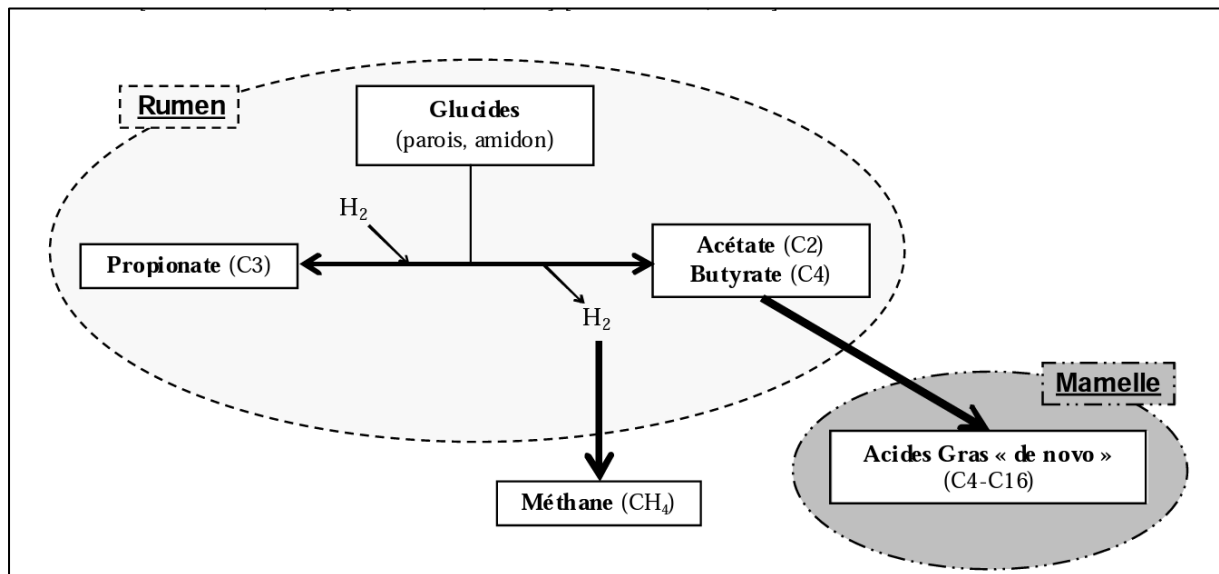 Rumen
Glucides
(parois, amidon)
H₂
Propionate (C3)
Acétate (C2)
Butyrate (C4)
H₂
Mamelle
Acides Gras « de novo »
(C4-C16)
Méthane (CH₄)